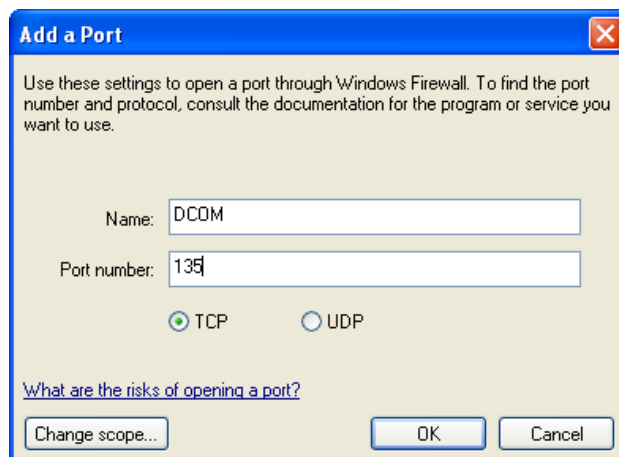 Add a Port
Use these settings to open a port through Windows Firewall. To find the port
number and protocol, consult the documentation for the program or service you
want to use.
Name: DCOM
Port number: 135
TCP UDP
What are the risks of opening a port?
Change scope... OK Cancel